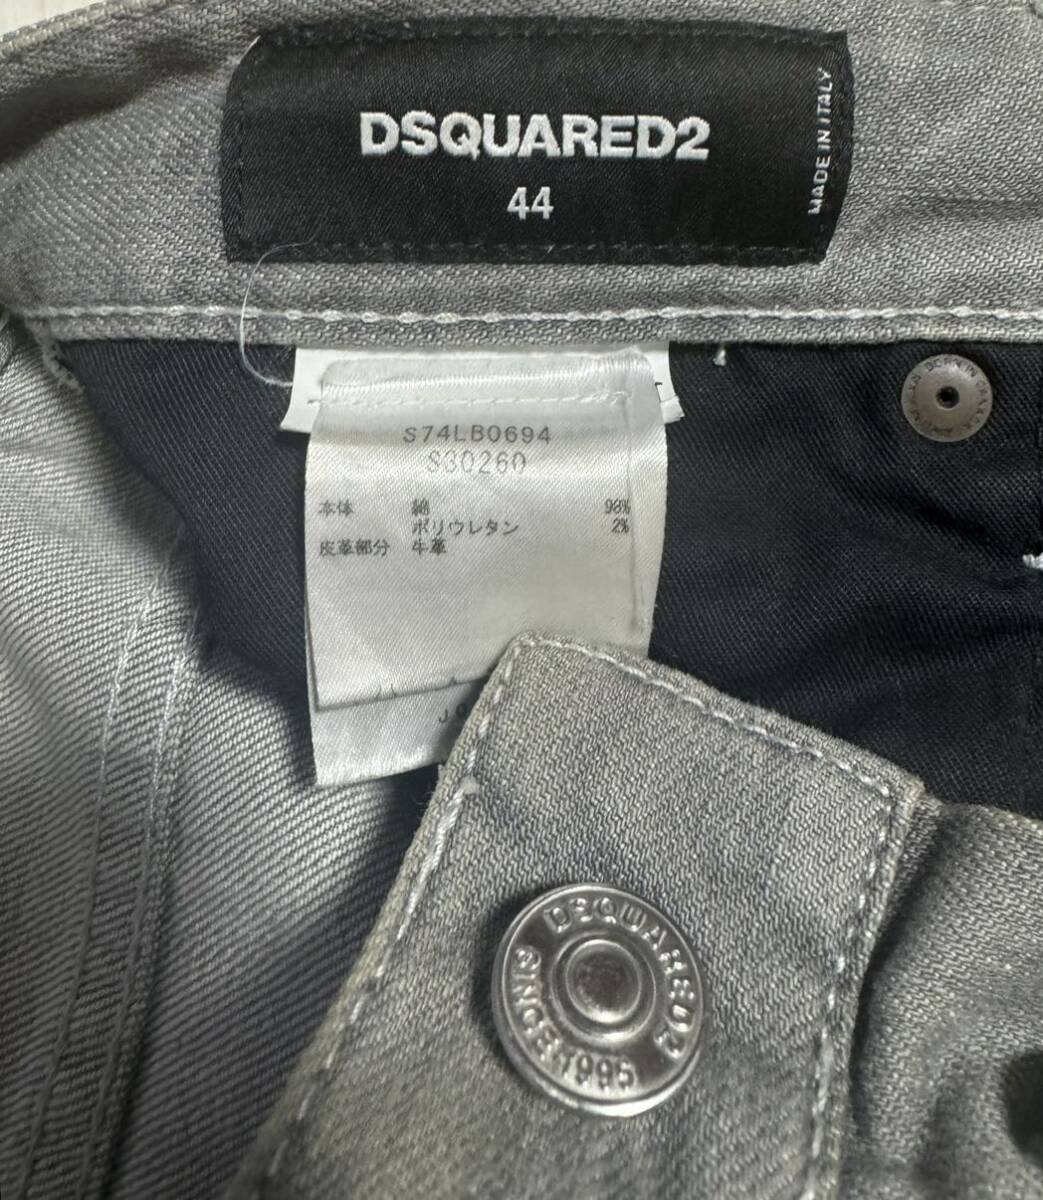 DSQUARED2
44
MADE IN ITALY
S74LB0694
S30260
本体 綿 98%
ポリウレタン 2%
皮革部分 牛革
DSQUARED2
SINCE 1995